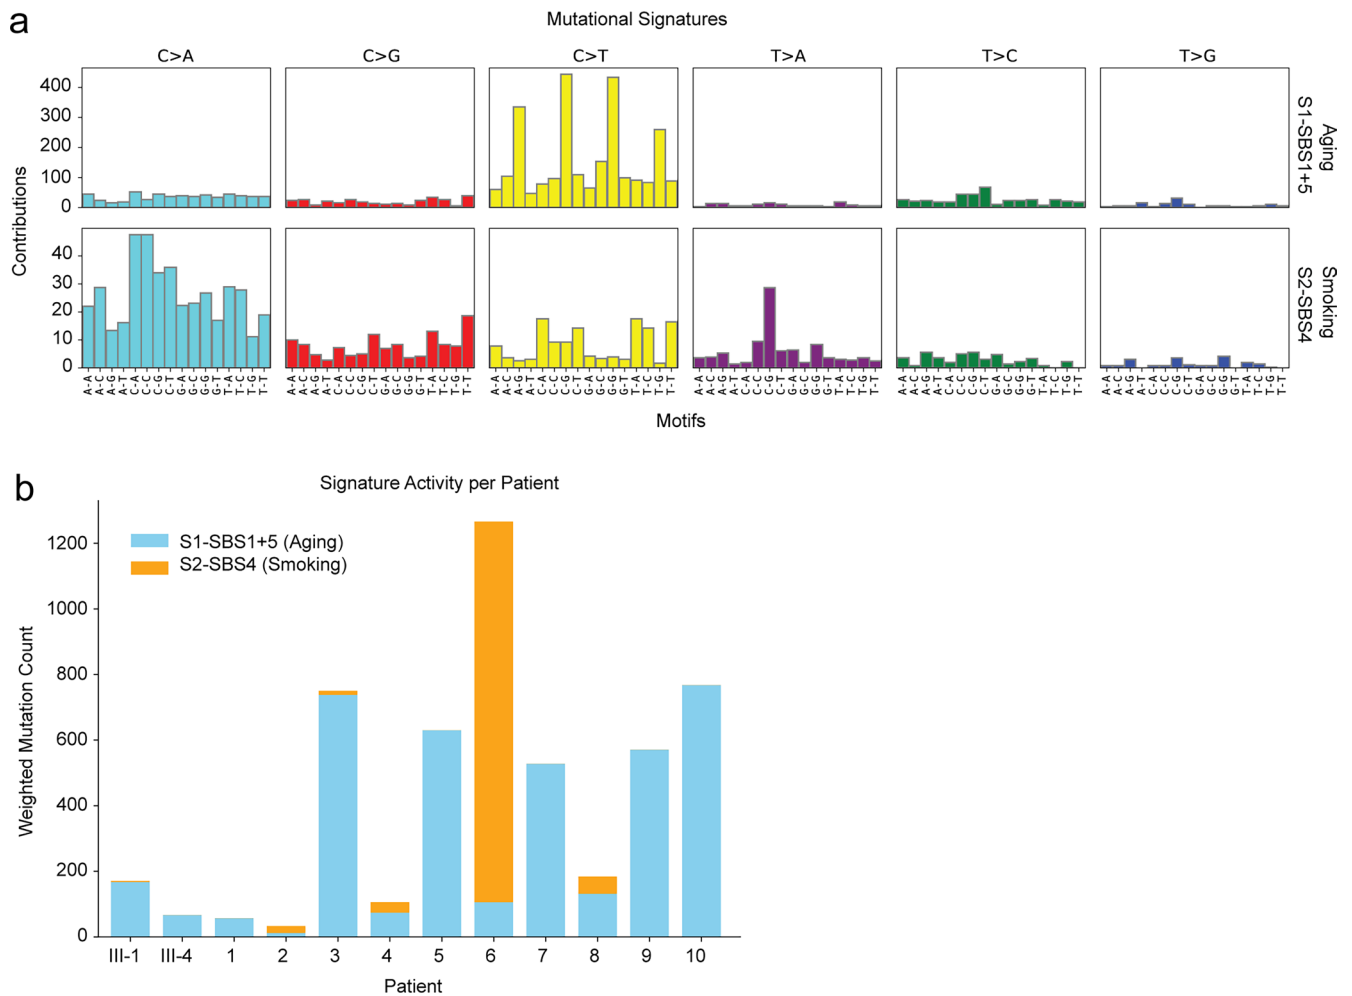 a
Mutational Signatures
C>A C>G C>T T>A T>C T>G
Contributions
400
300
200
100
0
Aging
S1-SBS1+5
40
30
20
10
0
Smoking
S2-SBS4
A-A A-C A-G A-T C-A C-C C-G C-T G-A G-C G-G G-T T-A T-C T-G T-T
A-A A-C A-G A-T C-A C-C C-G C-T G-A G-C G-G G-T T-A T-C T-G T-T
A-A A-C A-G A-T C-A C-C C-G C-T G-A G-C G-G G-T T-A T-C T-G T-T
A-A A-C A-G A-T C-A C-C C-G C-T G-A G-C G-G G-T T-A T-C T-G T-T
A-A A-C A-G A-T C-A C-C C-G C-T G-A G-C G-G G-T T-A T-C T-G T-T
A-A A-C A-G A-T C-A C-C C-G C-T G-A G-C G-G G-T T-A T-C T-G T-T
Motifs
b
Signature Activity per Patient
S1-SBS1+5 (Aging)
S2-SBS4 (Smoking)
Weighted Mutation Count
1200
1000
800
600
400
200
0
III-1 III-4 1 2 3 4 5 6 7 8 9 10
Patient